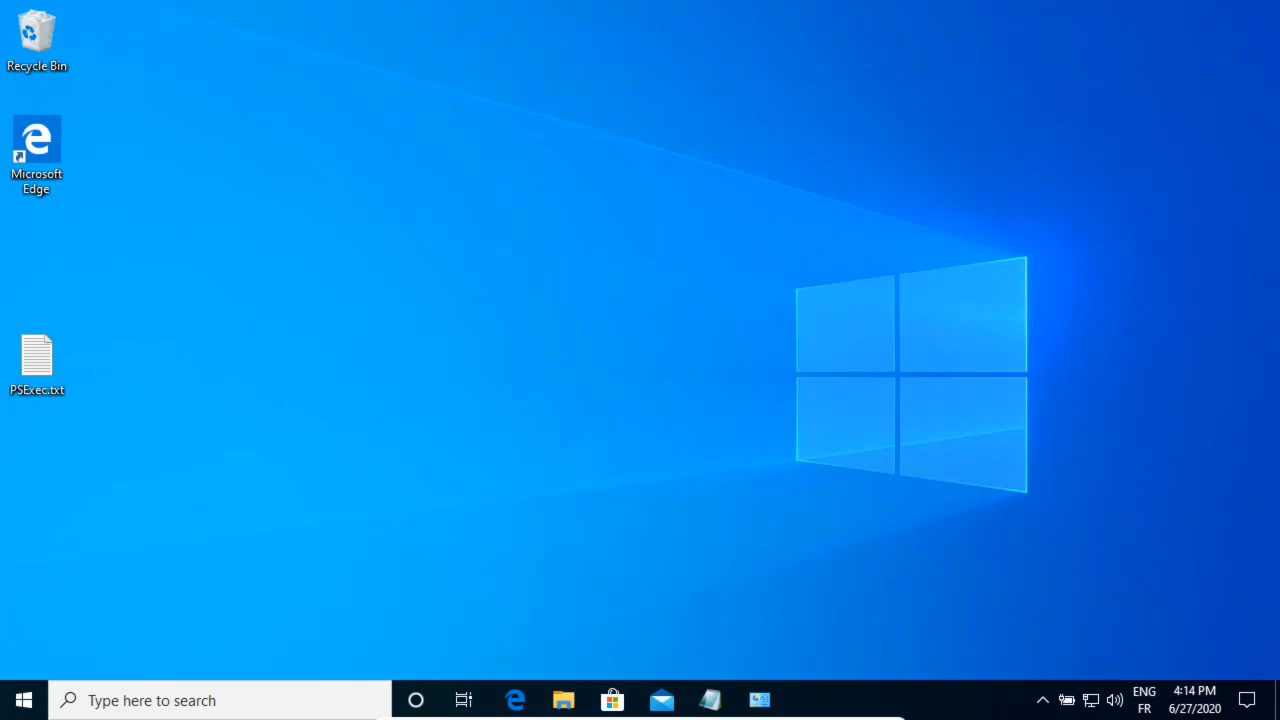 Recycle Bin
Microsoft
Edge
PSExec.txt
Type here to search
ENG
FR
4:14 PM
6/27/2020